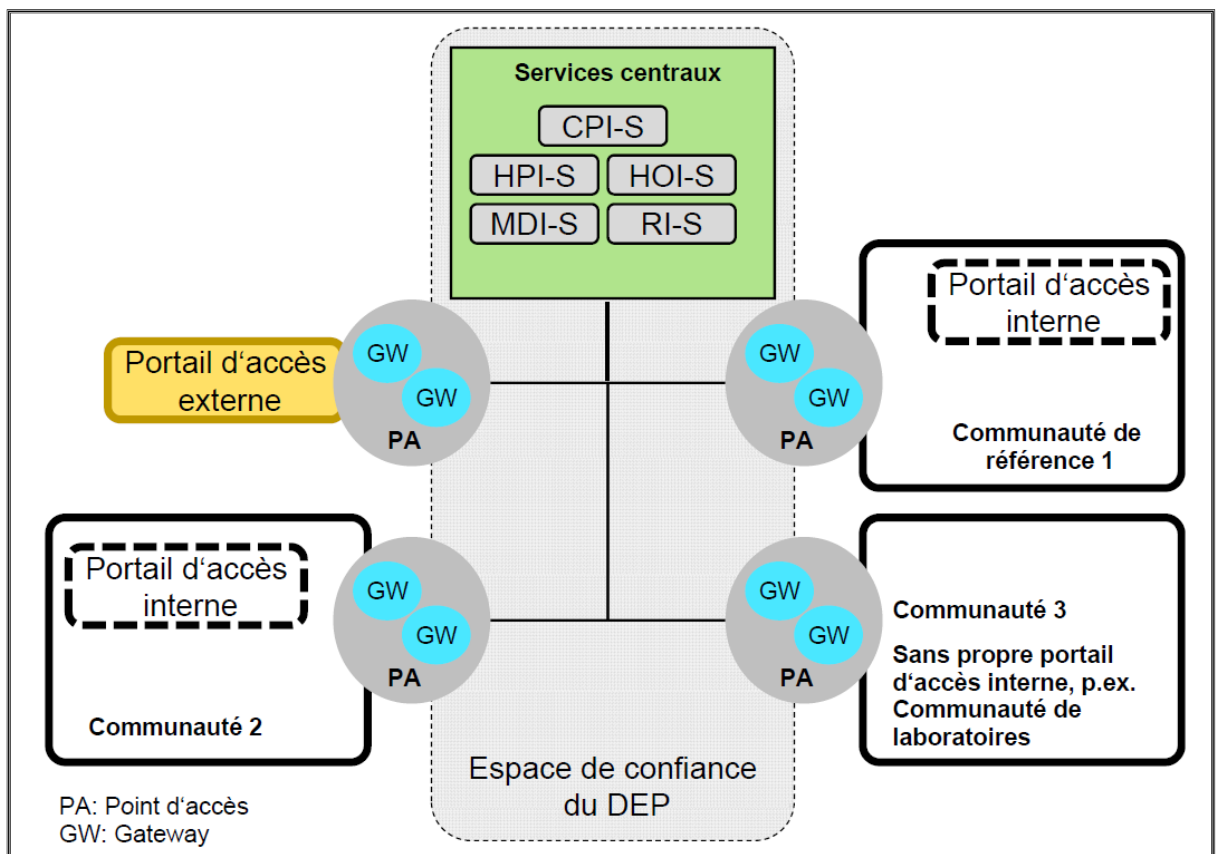 Services centraux
CPI-S
HPI-S
HOI-S
MDI-S
RI-S
Portail d‘accès
externe
GW
GW
PA
GW
GW
PA
Portail d‘accès
interne
Communauté de
référence 1
Portail d‘accès
interne
Communauté 2
GW
GW
PA
GW
GW
PA
Communauté 3
Sans propre portail
d'accès interne, p.ex.
Communauté de
laboratoires
Espace de confiance
du DEP
PA: Point d'accès
GW: Gateway